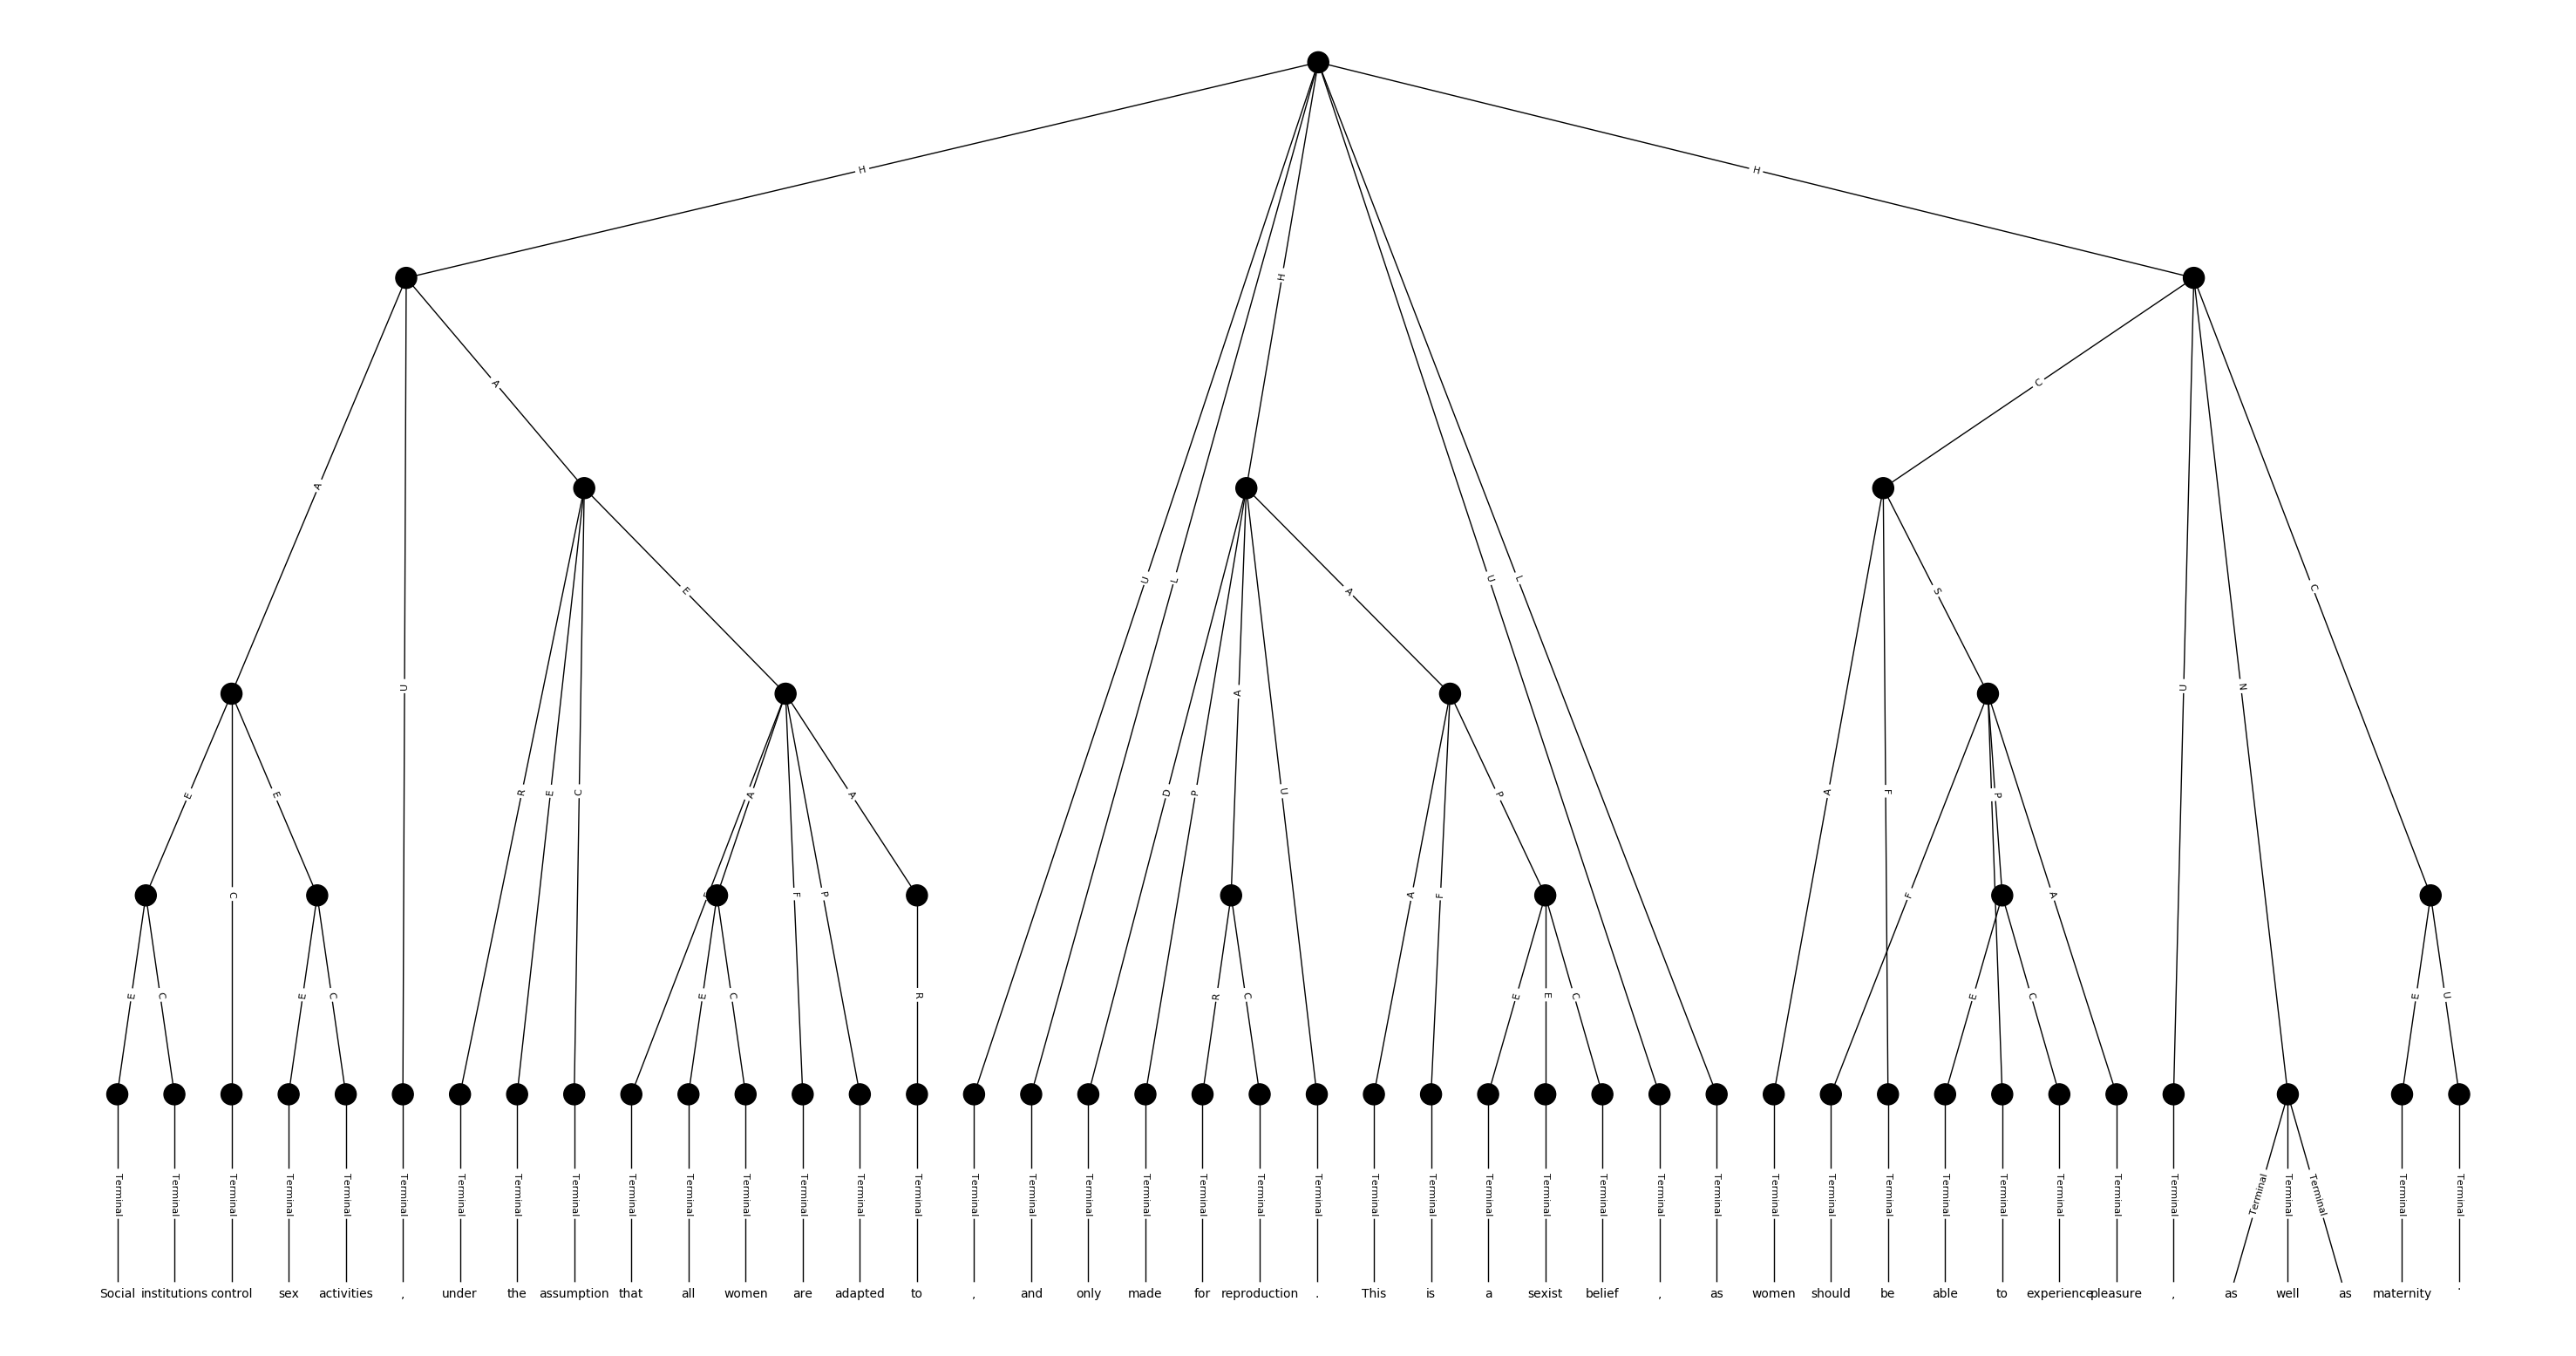 H H H
A A C
U L U L A E S C
A U U N
E E R E C A F P A D P A U A F P A F P A
C F
E C E C E C R R C E E C E C E U
Terminal Terminal Terminal Terminal Terminal Terminal Terminal Terminal Terminal Terminal Terminal Terminal Terminal Terminal Terminal Terminal Terminal Terminal Terminal Terminal Terminal Terminal Terminal Terminal Terminal Terminal Terminal Terminal Terminal Terminal Terminal Terminal Terminal Terminal Terminal Terminal Terminal Terminal Terminal Terminal Terminal Terminal
Social institutions control sex activities , under the assumption that all women are adapted to , and only made for reproduction . This is a sexist belief , as women should be able to experience pleasure , as well as maternity .